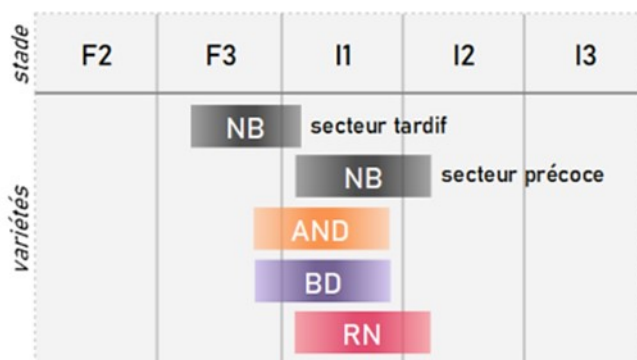 stade
F2 F3 I1 I2 I3
variétés
NB secteur tardif
NB secteur précoce
AND
BD
RN